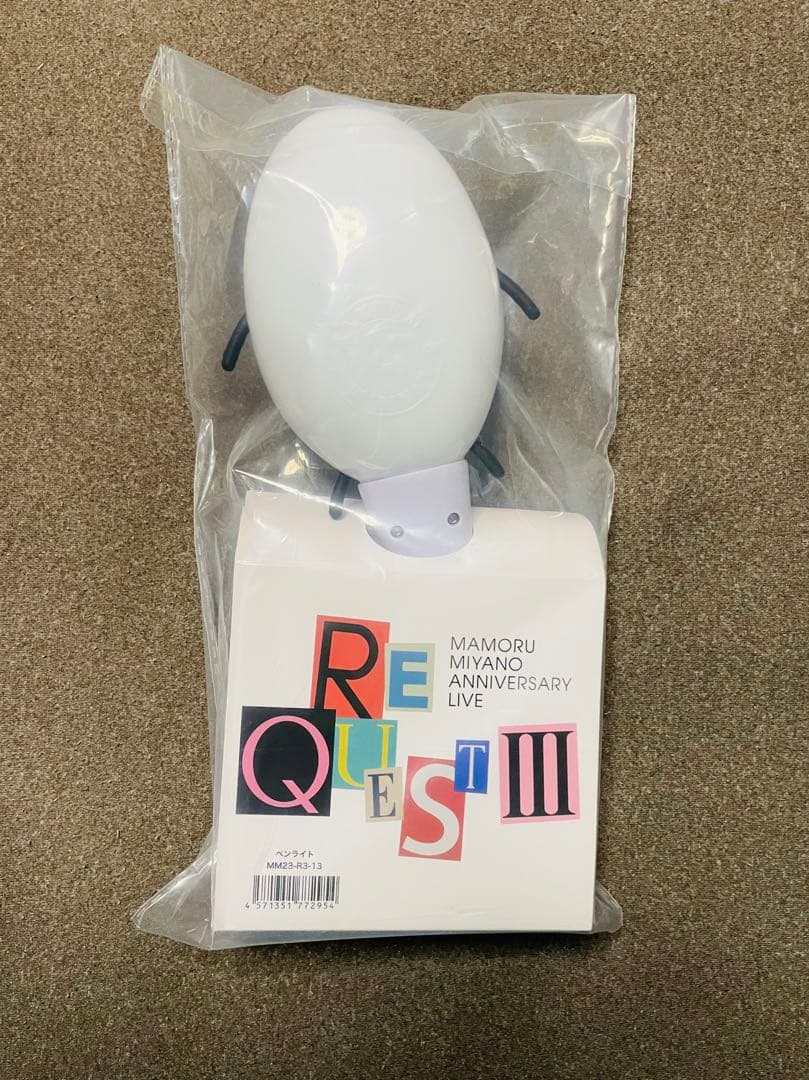 RE
MAMORU
MIYANO
ANNIVERSARY
LIVE
QUEST III
ペンライト
MM23-R3-13
4 571351 772954